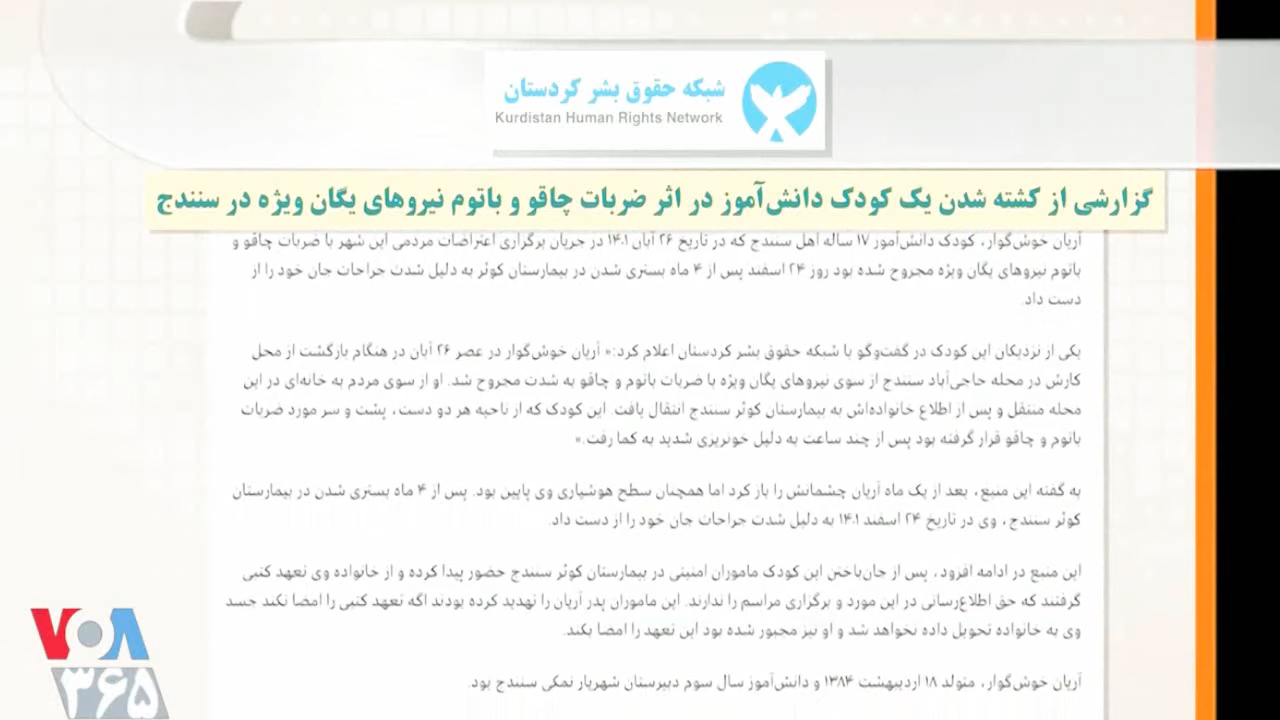 شبکه حقوق بشر کردستان
Kurdistan Human Rights Network
گزارشی از کشته شدن یک کودک دانش‌آموز در اثر ضربات چاقو و باتوم نیروهای یگان ویژه در سنندج
آریان خوش‌گوار، کودک دانش‌آموز ۱۷ ساله اهل سنندج که در تاریخ ۲۶ آبان ۱۴۰۱ در جریان برگزاری اعتراضات مردمی این شهر با ضربات چاقو و
باتوم نیروهای یگان ویژه مجروح شده بود روز ۲۴ اسفند پس از ۴ ماه بستری شدن در بیمارستان کوثر به دلیل شدت جراحات جان خود را از
دست داد.
یکی از نزدیکان این کودک در گفت‌وگو با شبکه حقوق بشر کردستان اعلام کرد:« آریان خوش‌گوار در عصر ۲۶ آبان در هنگام بازگشت از محل
کارش در محله حاجی‌آباد سنندج از سوی نیروهای یگان ویژه با ضربات باتوم و چاقو به شدت مجروح شد. او از سوی مردم به خانه‌ای در این
محله منتقل و پس از اطلاع خانواده‌اش به بیمارستان کوثر سنندج انتقال یافت. این کودک که از ناحیه هر دو دست، پشت و سر مورد ضربات
باتوم و چاقو قرار گرفته بود پس از چند ساعت به دلیل خونریزی شدید به کما رفت.»
به گفته این منبع، بعد از یک ماه آریان چشمانش را باز کرد اما همچنان سطح هوشیاری وی پایین بود. پس از ۴ ماه بستری شدن در بیمارستان
کوثر سنندج، وی در تاریخ ۲۴ اسفند ۱۴۰۱ به دلیل شدت جراحات جان خود را از دست داد.
این منبع در ادامه افزود، پس از جان‌باختن این کودک ماموران امنیتی در بیمارستان کوثر سنندج حضور پیدا کرده و از خانواده وی تعهد کتبی
گرفتند که حق اطلاع‌رسانی در این مورد و برگزاری مراسم را ندارند. این ماموران پدر آریان را تهدید کرده بودند اگه تعهد کتبی را امضا نکند جسد
وی به خانواده تحویل داده نخواهد شد و او نیز مجبور شده بود این تعهد را امضا بکند.
آریان خوش‌گوار، متولد ۱۸ اردیبهشت ۱۳۸۴ و دانش‌آموز سال سوم دبیرستان شهریار نمکی سنندج بود.
VOA
۳۶۵